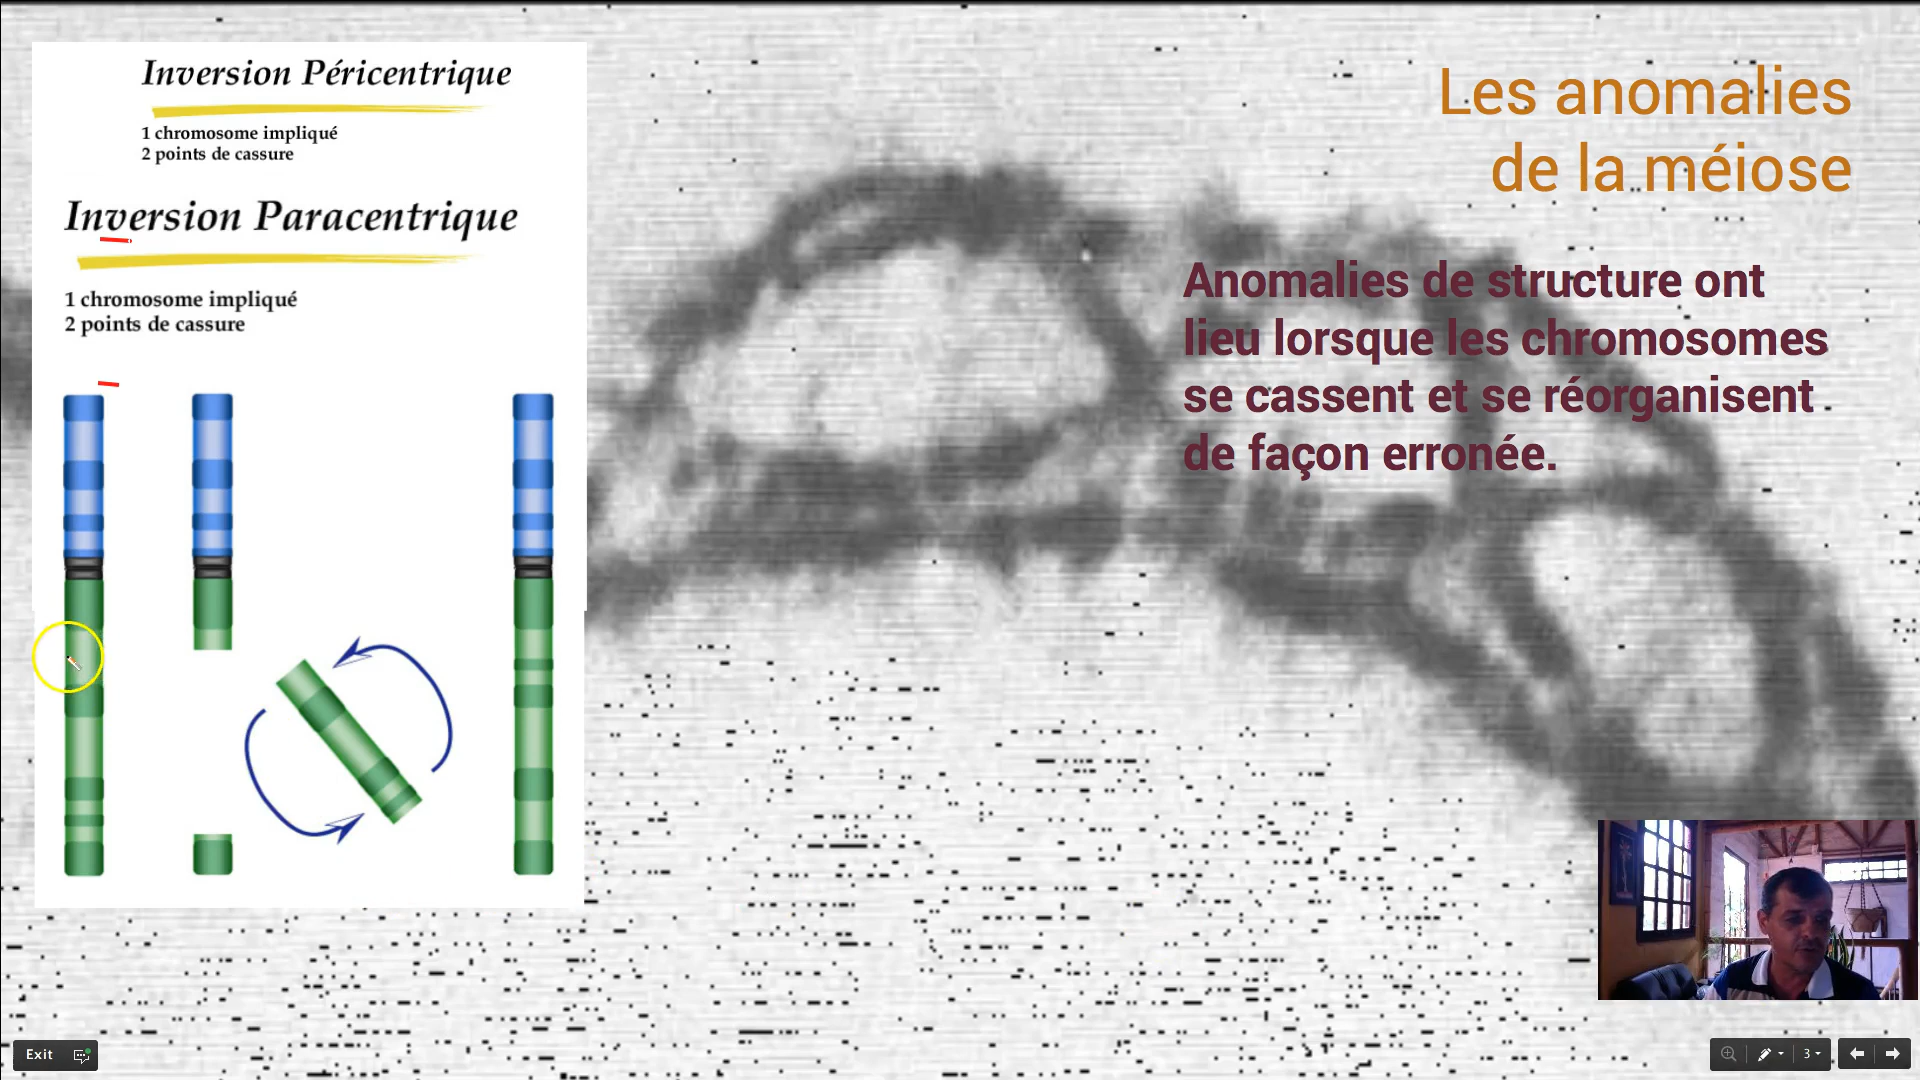 Inversion Péricentrique
1 chromosome impliqué
2 points de cassure
Inversion Paracentrique
1 chromosome impliqué
2 points de cassure
Les anomalies
de la méiose
Anomalies de structure ont
lieu lorsque les chromosomes
se cassent et se réorganisent
de façon erronée.
Exit
3